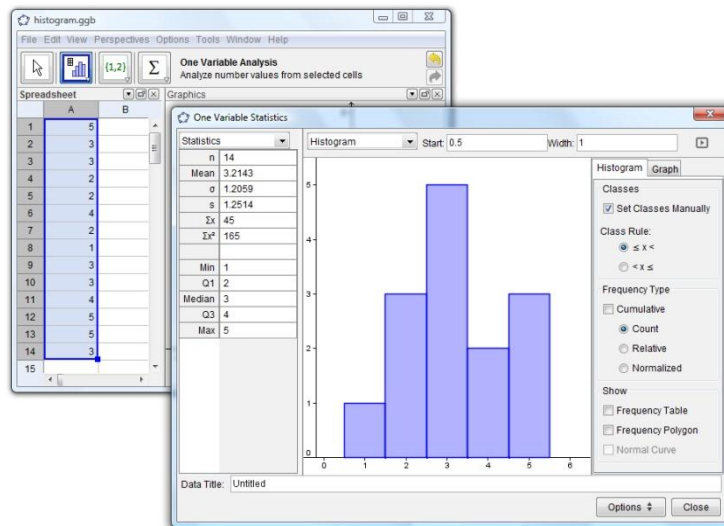 histogram.ggb
File Edit View Perspectives Options Tools Window Help
{1,2}
Σ
One Variable Analysis
Analyze number values from selected cells
Spreadsheet
Graphics
A B
1 5
2 3
3 3
4 2
5 2
6 4
7 2
8 1
9 3
10 3
11 4
12 5
13 5
14 3
15
One Variable Statistics
Statistics
Histogram
Start: 0.5
Width: 1
n 14
Mean 3.2143
σ 1.2059
s 1.2514
Σx 45
Σx² 165
Min 1
Q1 2
Median 3
Q3 4
Max 5
5
4
3
2
1
0
0 1 2 3 4 5 6
Histogram Graph
Classes
Set Classes Manually
Class Rule:
≤ x <
< x ≤
Frequency Type
Cumulative
Count
Relative
Normalized
Show
Frequency Table
Frequency Polygon
Normal Curve
Data Title: Untitled
Options
Close